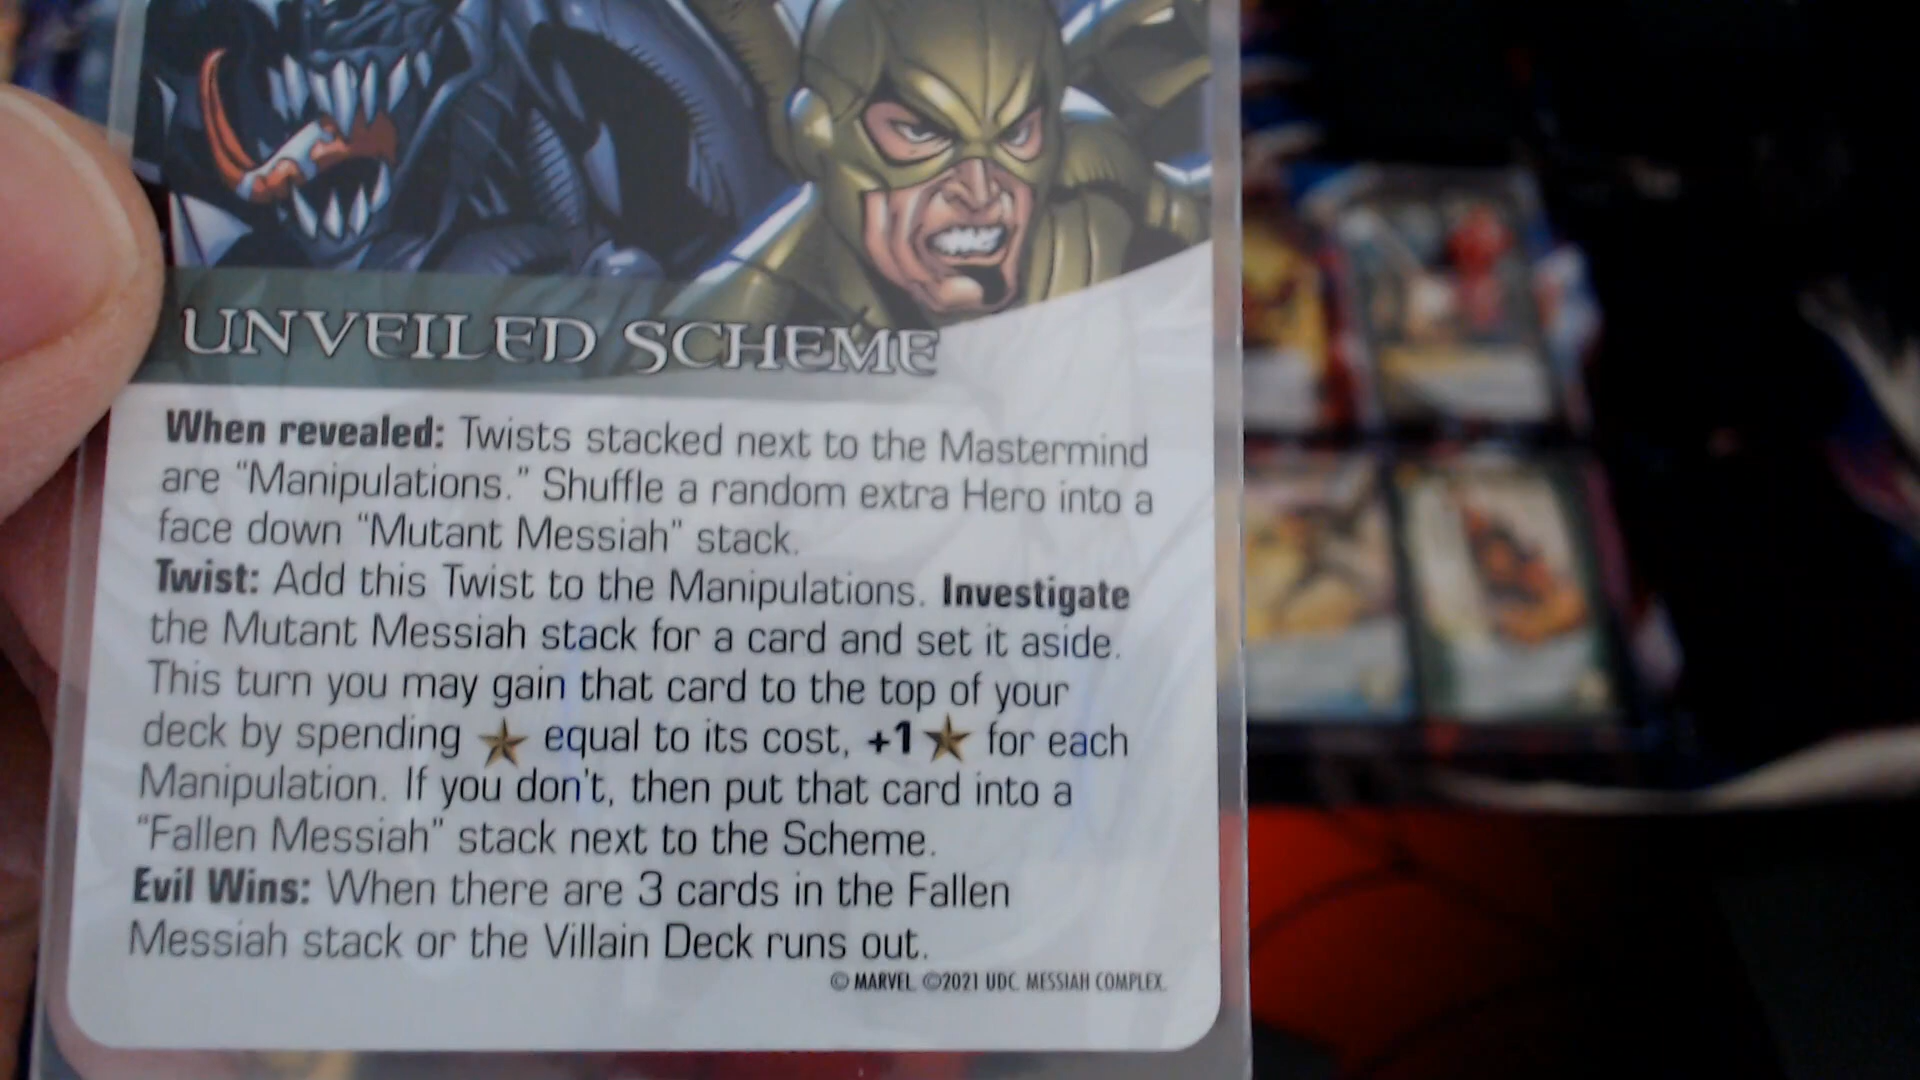 UNVEILED SCHEME
When revealed: Twists stacked next to the Mastermind
are “Manipulations.” Shuffle a random extra Hero into a
face down “Mutant Messiah” stack.
Twist: Add this Twist to the Manipulations. Investigate
the Mutant Messiah stack for a card and set it aside.
This turn you may gain that card to the top of your
deck by spending ★ equal to its cost, +1★ for each
Manipulation. If you don't, then put that card into a
“Fallen Messiah” stack next to the Scheme.
Evil Wins: When there are 3 cards in the Fallen
Messiah stack or the Villain Deck runs out.
© MARVEL. ©2021 UDC. MESSIAH COMPLEX.